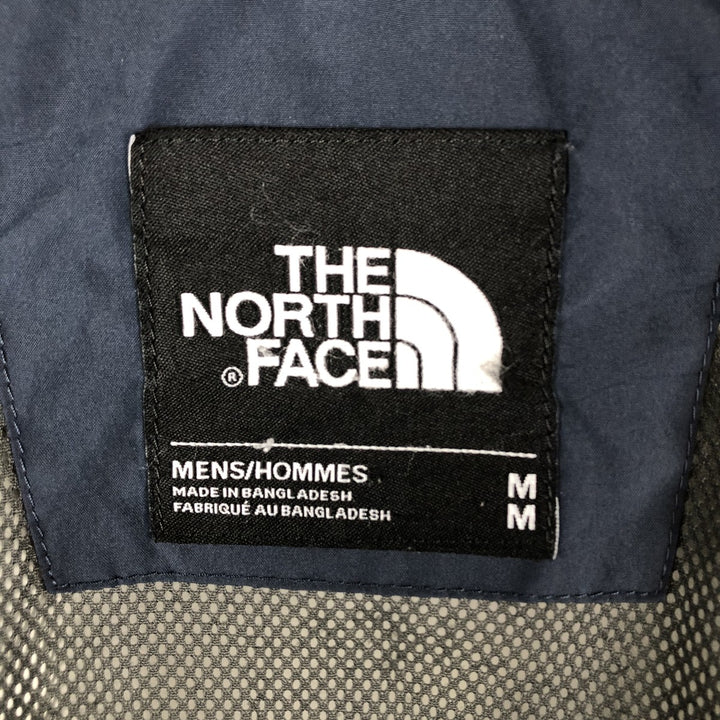 THE
NORTH
® FACE
MENS/HOMMES
MADE IN BANGLADESH
FABRIQUÉ AU BANGLADESH
M
M